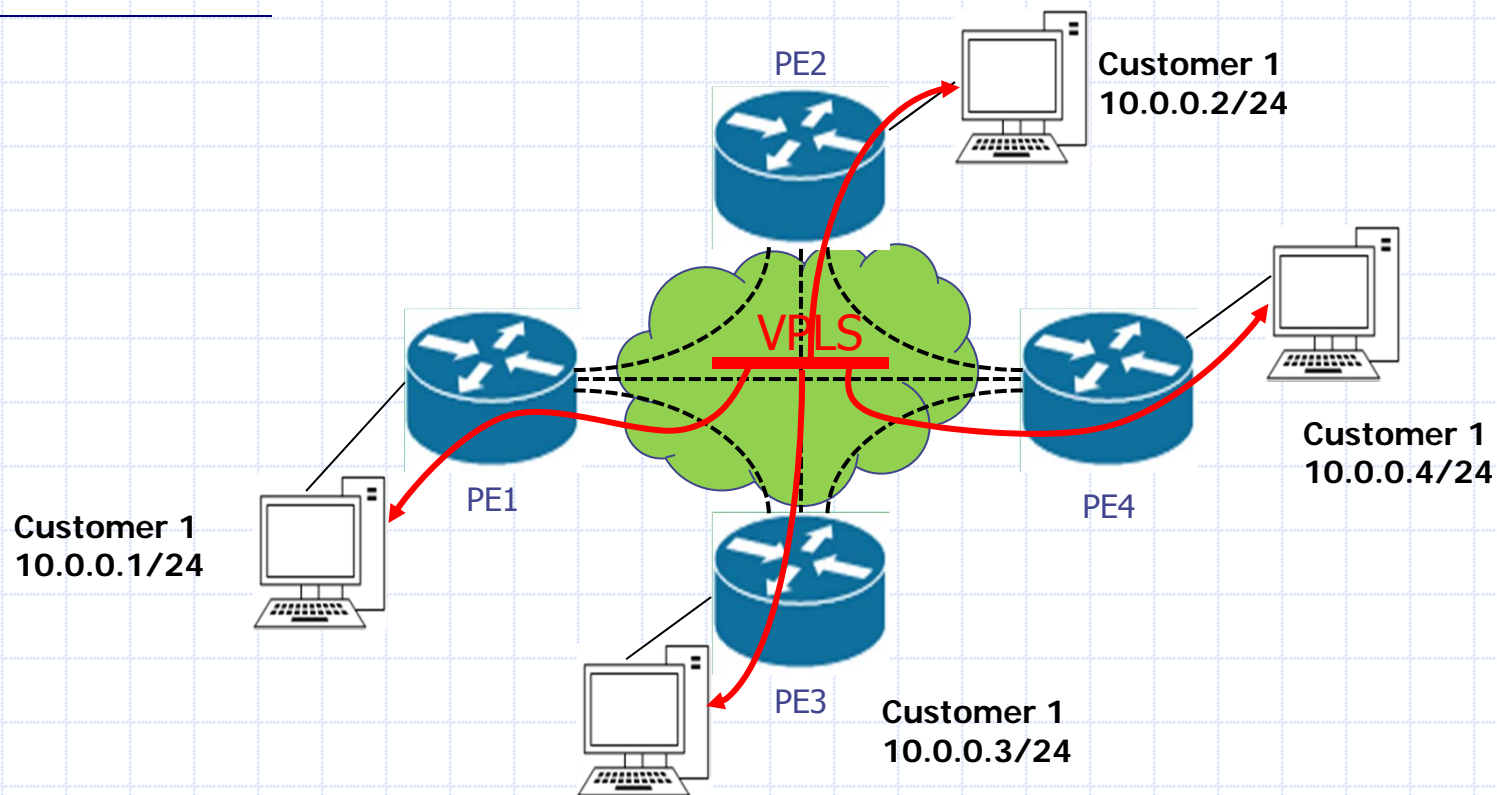 PE2
Customer 1
10.0.0.2/24
VPLS
PE1
Customer 1
10.0.0.1/24
PE4
Customer 1
10.0.0.4/24
PE3
Customer 1
10.0.0.3/24